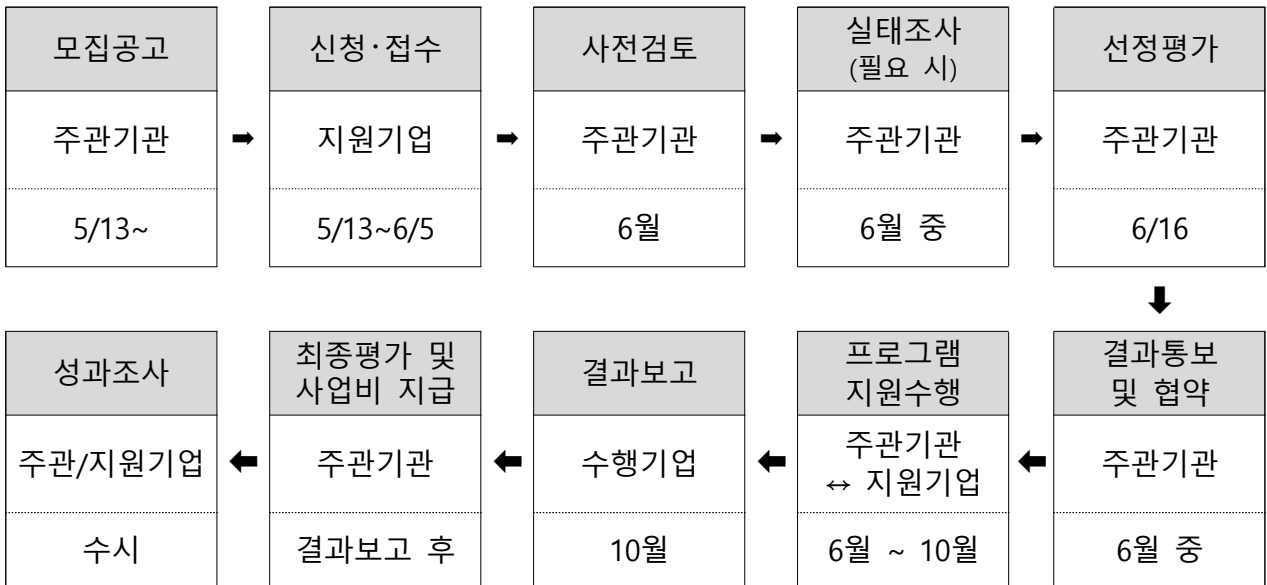 모집공고
주관기관
5/13~
➡
신청·접수
지원기업
5/13~6/5
➡
사전검토
주관기관
6월
➡
실태조사
(필요 시)
주관기관
6월 중
➡
선정평가
주관기관
6/16
⬇
결과통보
및 협약
주관기관
6월 중
⬅
프로그램
지원수행
주관기관
↔ 지원기업
6월 ~ 10월
⬅
결과보고
수행기업
10월
⬅
최종평가 및
사업비 지급
주관기관
결과보고 후
⬅
성과조사
주관/지원기업
수시